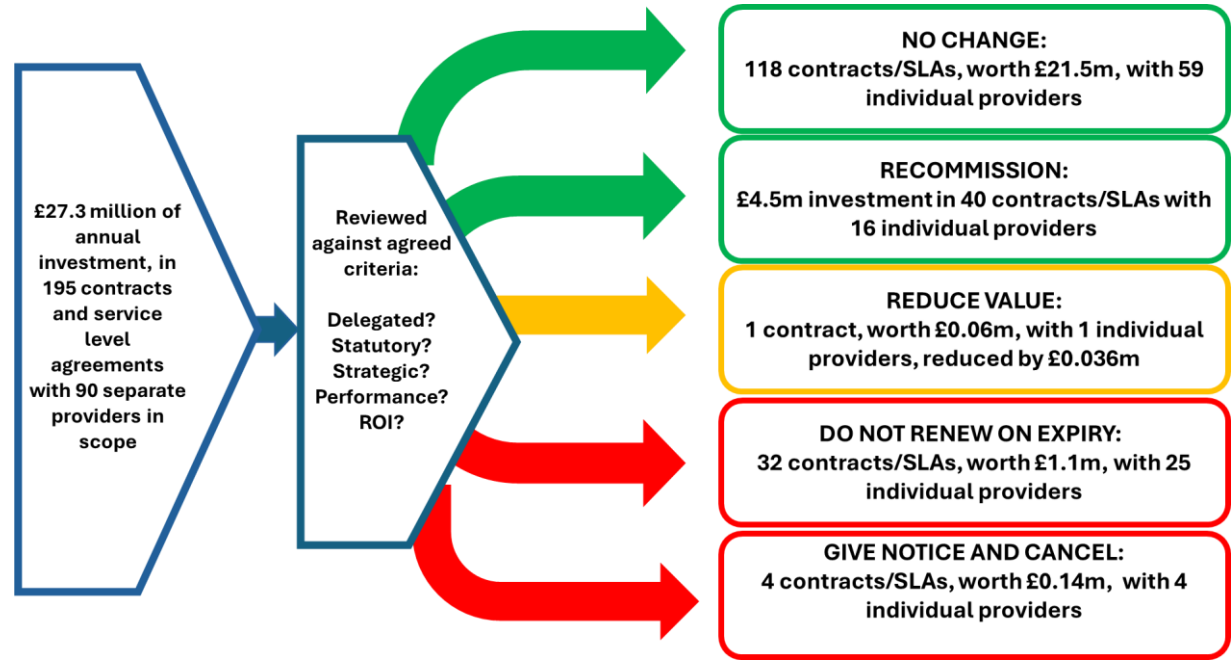 £27.3 million of
annual
investment, in
195 contracts
and service
level
agreements
with 90 separate
providers in
scope
Reviewed
against agreed
criteria:
Delegated?
Statutory?
Strategic?
Performance?
ROI?
NO CHANGE:
118 contracts/SLAs, worth £21.5m, with 59
individual providers
RECOMMISSION:
£4.5m investment in 40 contracts/SLAs with
16 individual providers
REDUCE VALUE:
1 contract, worth £0.06m, with 1 individual
providers, reduced by £0.036m
DO NOT RENEW ON EXPIRY:
32 contracts/SLAs, worth £1.1m, with 25
individual providers
GIVE NOTICE AND CANCEL:
4 contracts/SLAs, worth £0.14m, with 4
individual providers